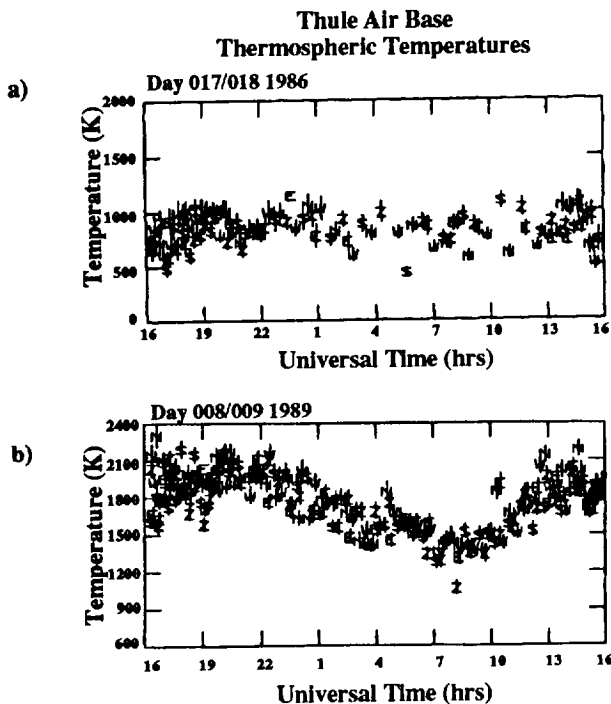 Thule Air Base
Thermospheric Temperatures
a)
Day 017/018 1986
2000
1500
1000
500
0
Temperature (K)
16 19 22 1 4 7 10 13 16
Universal Time (hrs)
b)
Day 008/009 1989
2400
2100
1800
1500
1200
900
600
Temperature (K)
16 19 22 1 4 7 10 13 16
Universal Time (hrs)